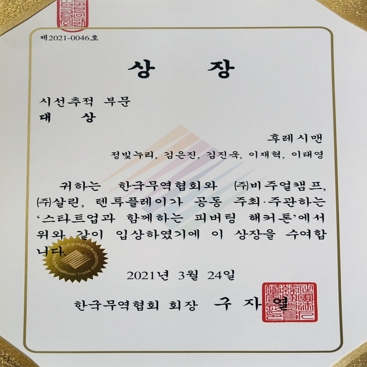 제2021-0046호
상 장
시선추적 부문
대 상
후레시맨
정빛누리, 김은진, 김진욱, 이재혁, 이태영
귀하는 한국무역협회와 ㈜비주얼캠프,
㈜살린, 렌툭플레이가 공동 주최·주관하는
‘스타트업과 함께하는 피버팅 해커톤’에서
위와 같이 입상하였기에 이 상장을 수여합
니다.
2021년 3월 24일
한국무역협회 회장 구 자 열